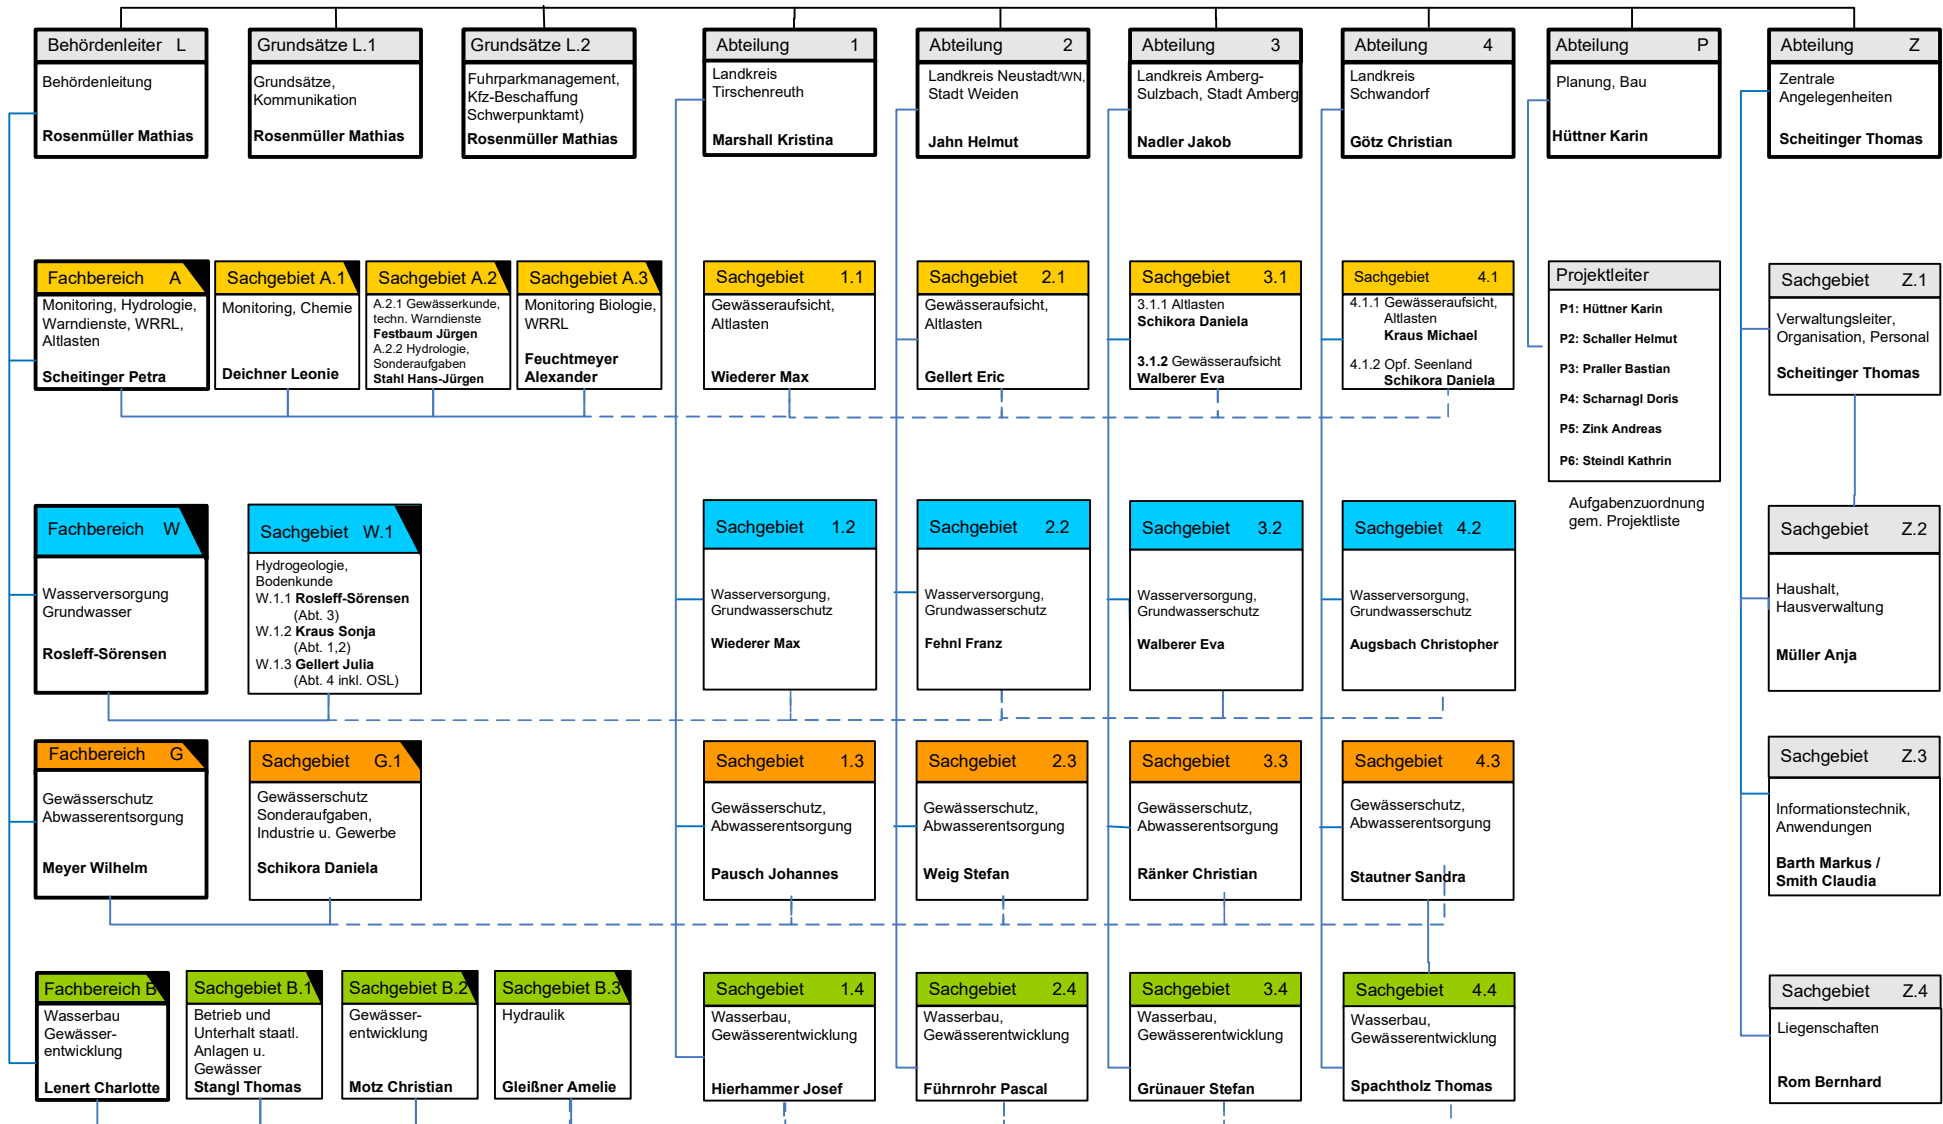 Behördenleiter L
Behördenleitung
Rosenmüller Mathias
Grundsätze L.1
Grundsätze,
Kommunikation
Rosenmüller Mathias
Grundsätze L.2
Fuhrparkmanagement,
Kfz-Beschaffung
Schwerpunktamt)
Rosenmüller Mathias
Abteilung 1
Landkreis
Tirschenreuth
Marshall Kristina
Abteilung 2
Landkreis Neustadt/WN,
Stadt Weiden
Jahn Helmut
Abteilung 3
Landkreis Amberg-
Sulzbach, Stadt Amberg
Nadler Jakob
Abteilung 4
Landkreis
Schwandorf
Götz Christian
Abteilung P
Planung, Bau
Hüttner Karin
Abteilung Z
Zentrale
Angelegenheiten
Scheitinger Thomas
Fachbereich A
Monitoring, Hydrologie,
Warndienste, WRRL,
Altlasten
Scheitinger Petra
Sachgebiet A.1
Monitoring, Chemie
Deichner Leonie
Sachgebiet A.2
A.2.1 Gewässerkunde,
techn. Warndienste
Festbaum Jürgen
A.2.2 Hydrologie,
Sonderaufgaben
Stahl Hans-Jürgen
Sachgebiet A.3
Monitoring Biologie,
WRRL
Feuchtmeyer
Alexander
Sachgebiet 1.1
Gewässeraufsicht,
Altlasten
Wiederer Max
Sachgebiet 2.1
Gewässeraufsicht,
Altlasten
Gellert Eric
Sachgebiet 3.1
3.1.1 Altlasten
Schikora Daniela
3.1.2 Gewässeraufsicht
Walberer Eva
Sachgebiet 4.1
4.1.1 Gewässeraufsicht,
Altlasten
Kraus Michael
4.1.2 Opf. Seenland
Schikora Daniela
Projektleiter
P1: Hüttner Karin
P2: Schaller Helmut
P3: Praller Bastian
P4: Scharnagl Doris
P5: Zink Andreas
P6: Steindl Kathrin
Aufgabenzuordnung
gem. Projektliste
Sachgebiet Z.1
Verwaltungsleiter,
Organisation, Personal
Scheitinger Thomas
Fachbereich W
Wasserversorgung
Grundwasser
Rosleff-Sörensen
Sachgebiet W.1
Hydrogeologie,
Bodenkunde
W.1.1 Rosleff-Sörensen
(Abt. 3)
W.1.2 Kraus Sonja
(Abt. 1,2)
W.1.3 Gellert Julia
(Abt. 4 inkl. OSL)
Sachgebiet 1.2
Wasserversorgung,
Grundwasserschutz
Wiederer Max
Sachgebiet 2.2
Wasserversorgung,
Grundwasserschutz
Fehnl Franz
Sachgebiet 3.2
Wasserversorgung,
Grundwasserschutz
Walberer Eva
Sachgebiet 4.2
Wasserversorgung,
Grundwasserschutz
Augsbach Christopher
Sachgebiet Z.2
Haushalt,
Hausverwaltung
Müller Anja
Fachbereich G
Gewässerschutz
Abwasserentsorgung
Meyer Wilhelm
Sachgebiet G.1
Gewässerschutz
Sonderaufgaben,
Industrie u. Gewerbe
Schikora Daniela
Sachgebiet 1.3
Gewässerschutz,
Abwasserentsorgung
Pausch Johannes
Sachgebiet 2.3
Gewässerschutz,
Abwasserentsorgung
Weig Stefan
Sachgebiet 3.3
Gewässerschutz,
Abwasserentsorgung
Ränker Christian
Sachgebiet 4.3
Gewässerschutz,
Abwasserentsorgung
Stautner Sandra
Sachgebiet Z.3
Informationstechnik,
Anwendungen
Barth Markus /
Smith Claudia
Fachbereich B
Wasserbau
Gewässer-
entwicklung
Lenert Charlotte
Sachgebiet B.1
Betrieb und
Unterhalt staatl.
Anlagen u.
Gewässer
Stangl Thomas
Sachgebiet B.2
Gewässer-
entwicklung
Motz Christian
Sachgebiet B.3
Hydraulik
Gleißner Amelie
Sachgebiet 1.4
Wasserbau,
Gewässerentwicklung
Hierhammer Josef
Sachgebiet 2.4
Wasserbau,
Gewässerentwicklung
Führnrohr Pascal
Sachgebiet 3.4
Wasserbau,
Gewässerentwicklung
Grünauer Stefan
Sachgebiet 4.4
Wasserbau,
Gewässerentwicklung
Spachtholz Thomas
Sachgebiet Z.4
Liegenschaften
Rom Bernhard